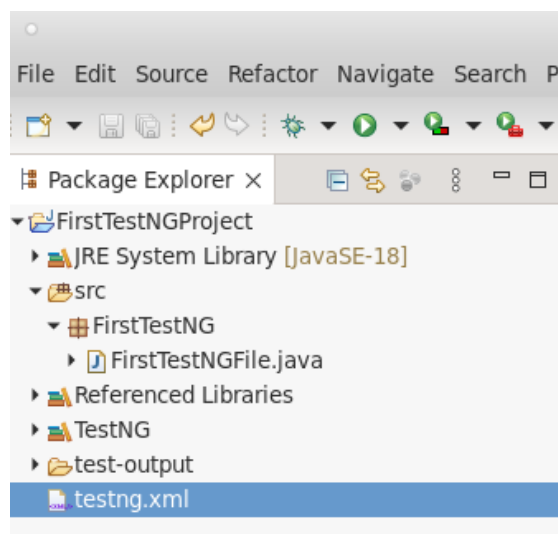 File Edit Source Refactor Navigate Search P
Package Explorer
FirstTestNGProject
JRE System Library [JavaSE-18]
src
FirstTestNG
FirstTestNGFile.java
Referenced Libraries
TestNG
test-output
testng.xml